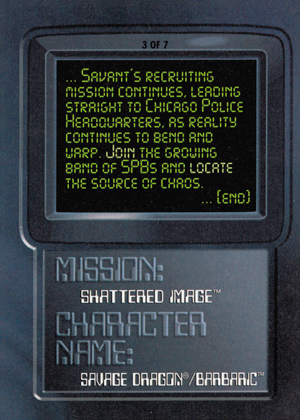 3 OF 7
... SAVANT'S RECRUITING
MISSION CONTINUES, LEADING
STRAIGHT TO CHICAGO POLICE
HEADQUARTERS, AS REALITY
CONTINUES TO BEND AND
WARP. JOIN THE GROWING
BAND OF SPBS AND LOCATE
THE SOURCE OF CHAOS.
... {END}
MISSION:
SHATTERED IMAGE™
CHARACTER
NAME:
SAVAGE DRAGON®/BARBARIC™